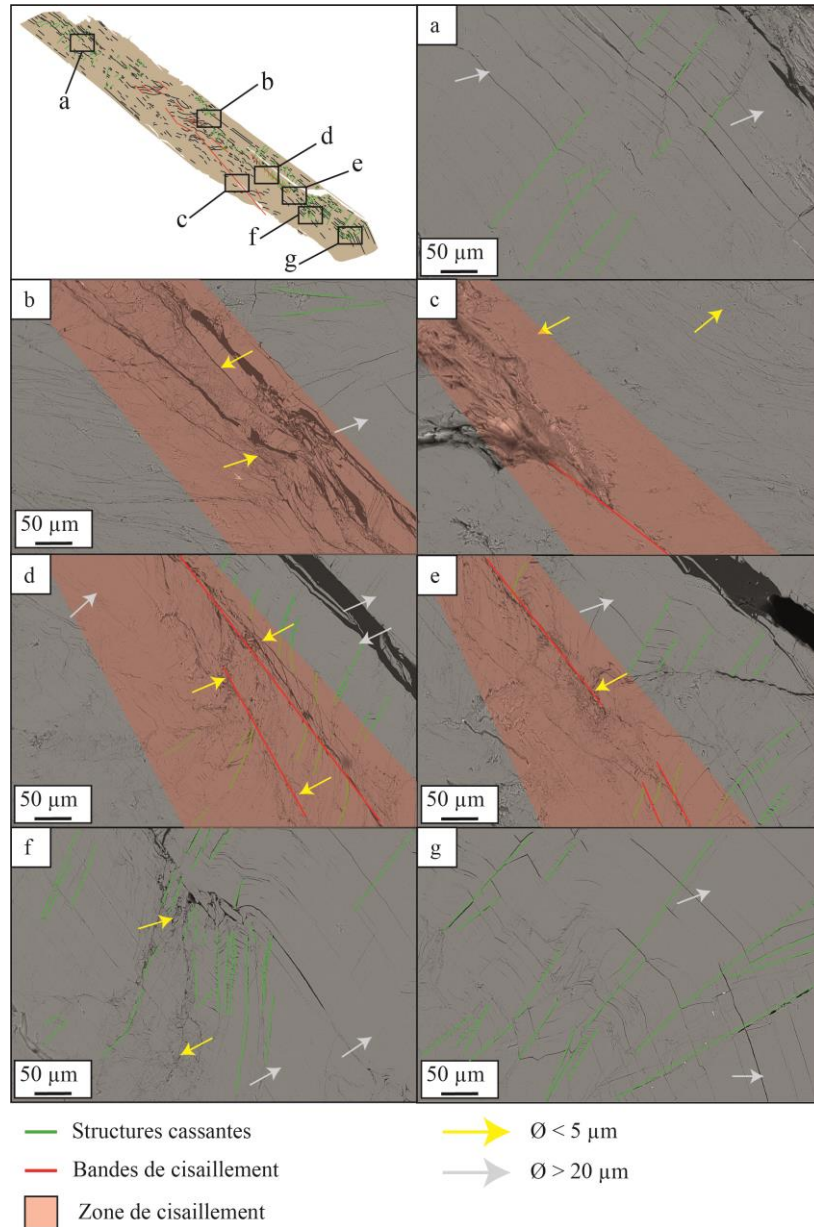 a
b
d
e
c
f
g
a
50 µm
b
50 µm
c
50 µm
d
50 µm
e
50 µm
f
50 µm
g
50 µm
Structures cassantes
Ø < 5 µm
Bandes de cisaillement
Ø > 20 µm
Zone de cisaillement